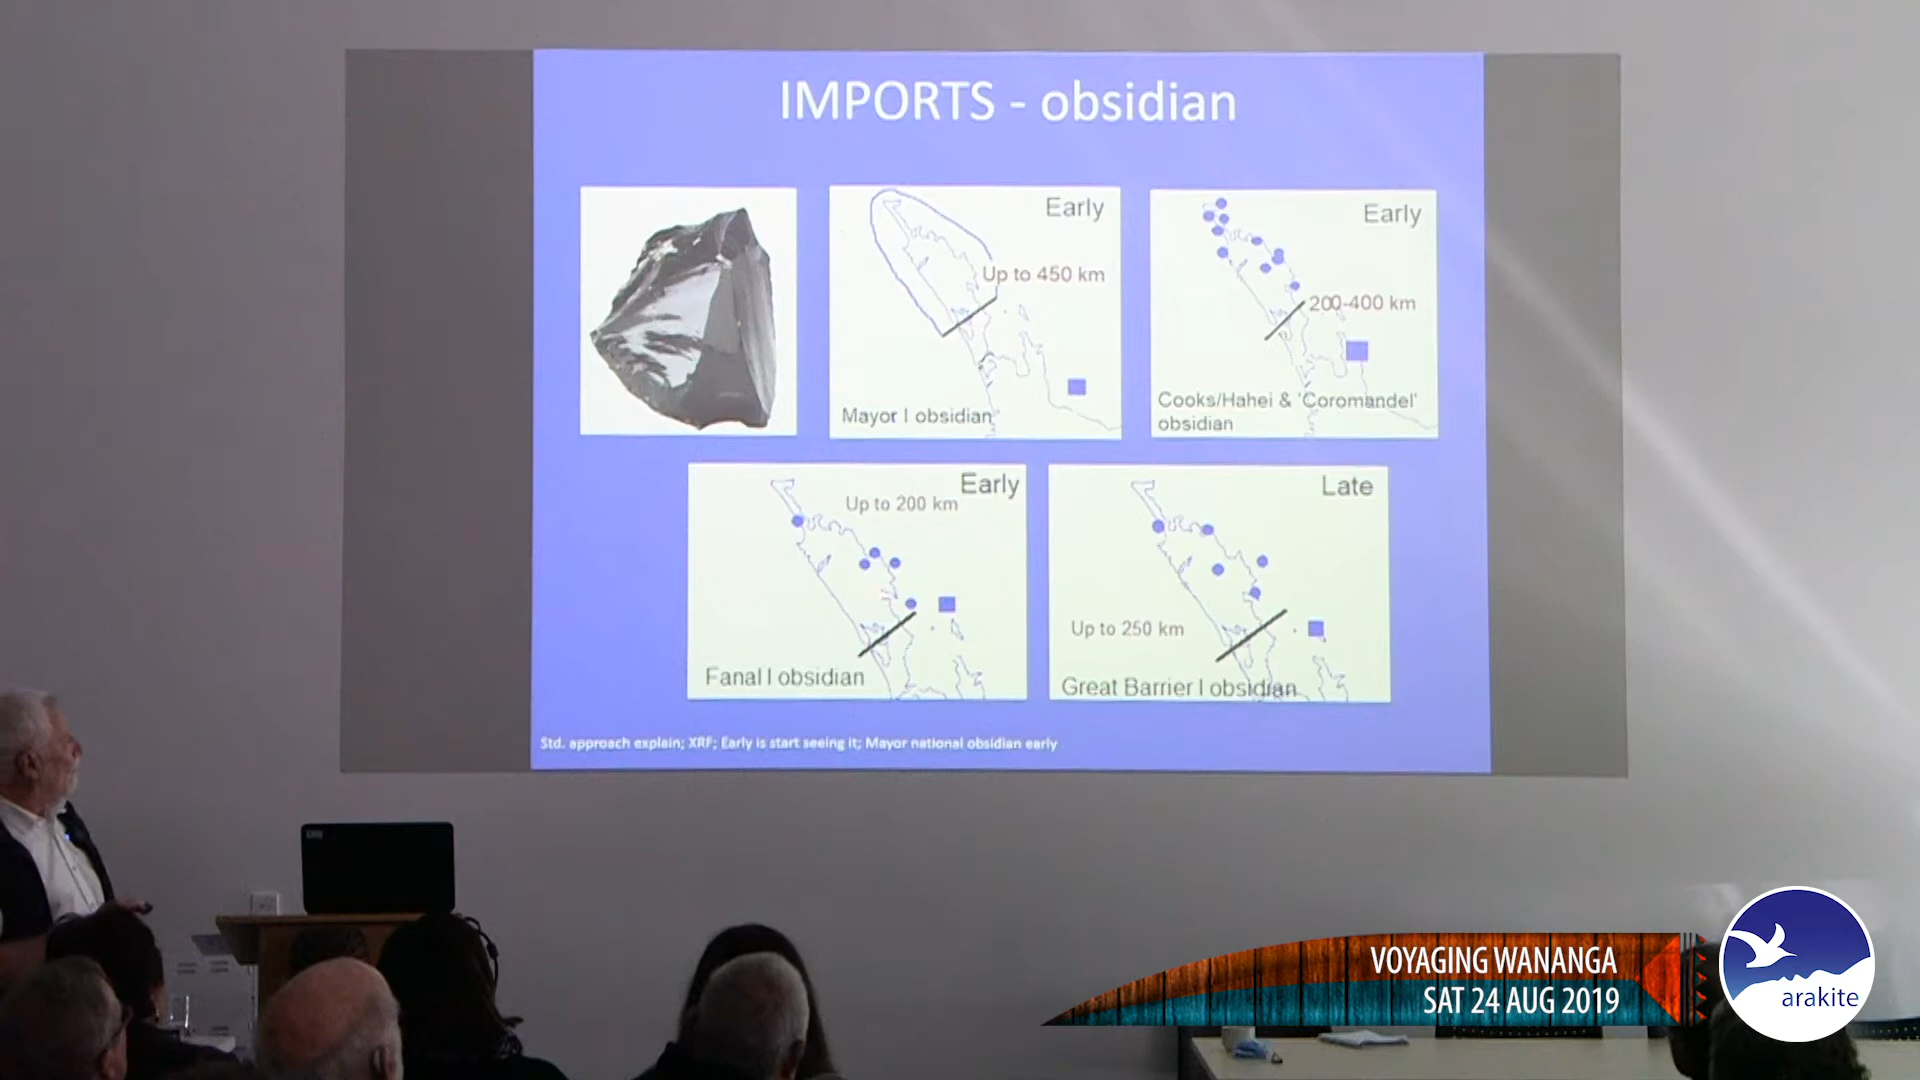 IMPORTS - obsidian
Early
Up to 450 km
Mayor I obsidian
Early
200-400 km
Cooks/Hahei & 'Coromandel'
obsidian
Early
Up to 200 km
Fanal I obsidian
Late
Up to 250 km
Great Barrier I obsidian
Std. approach explain; XRF; Early is start seeing it; Mayor national obsidian early
VOYAGING WANANGA
SAT 24 AUG 2019
arakite